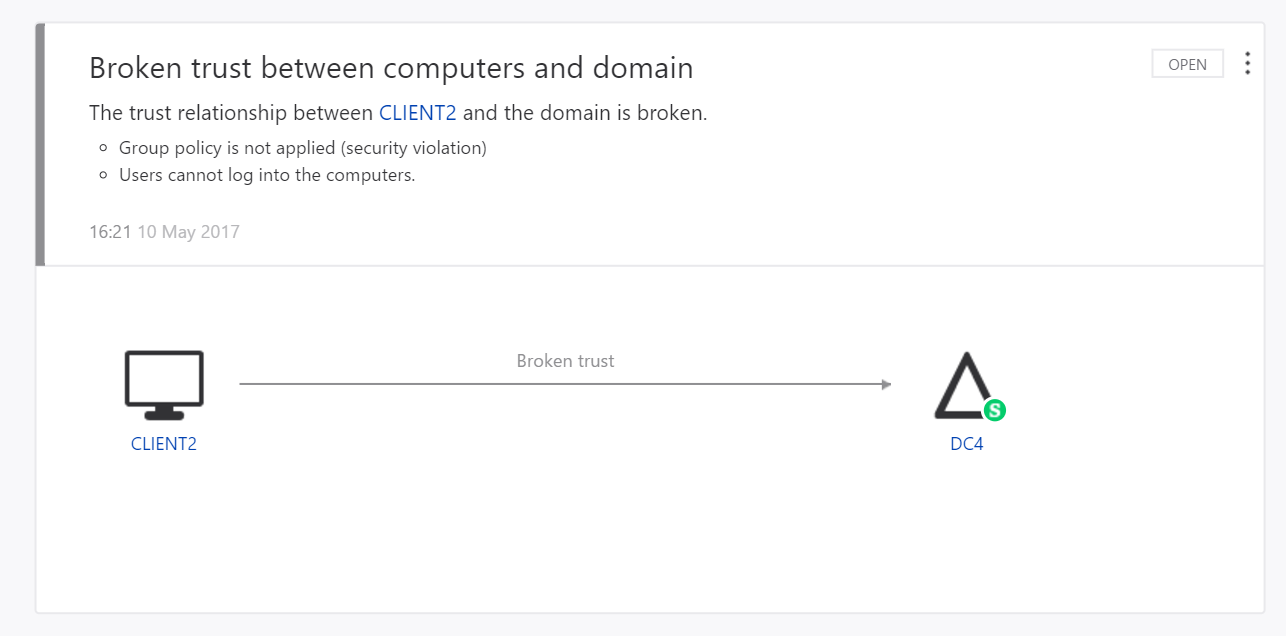 Broken trust between computers and domain
OPEN
The trust relationship between CLIENT2 and the domain is broken.
Group policy is not applied (security violation)
Users cannot log into the computers.
16:21 10 May 2017
Broken trust
S
CLIENT2
DC4